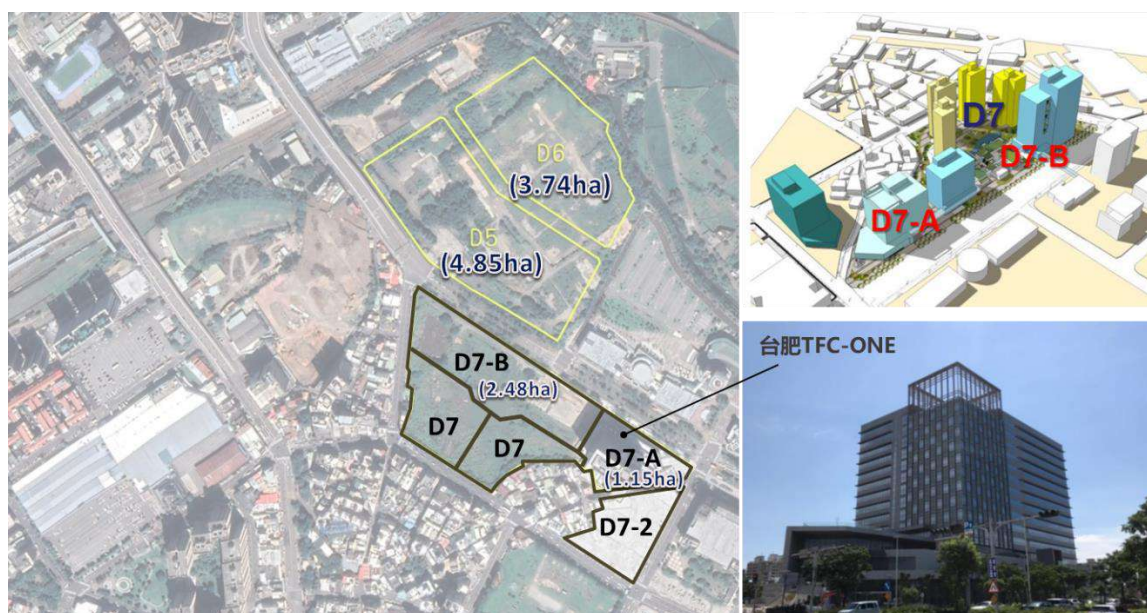 D6
(3.74ha)
D5
(4.85ha)
D7-B
(2.48ha)
D7
D7
D7-A
(1.15ha)
D7-2
D7
D7-B
D7-A
台肥TFC-ONE